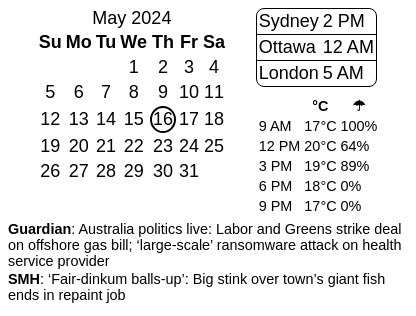 May 2024
Su Mo Tu We Th Fr Sa
1 2 3 4
5 6 7 8 9 10 11
12 13 14 15 16 17 18
19 20 21 22 23 24 25
26 27 28 29 30 31
Sydney 2 PM
Ottawa 12 AM
London 5 AM
°C ☂
9 AM 17°C 100%
12 PM 20°C 64%
3 PM 19°C 89%
6 PM 18°C 0%
9 PM 17°C 0%
Guardian: Australia politics live: Labor and Greens strike deal
on offshore gas bill; ‘large-scale’ ransomware attack on health
service provider
SMH: ‘Fair-dinkum balls-up’: Big stink over town’s giant fish
ends in repaint job